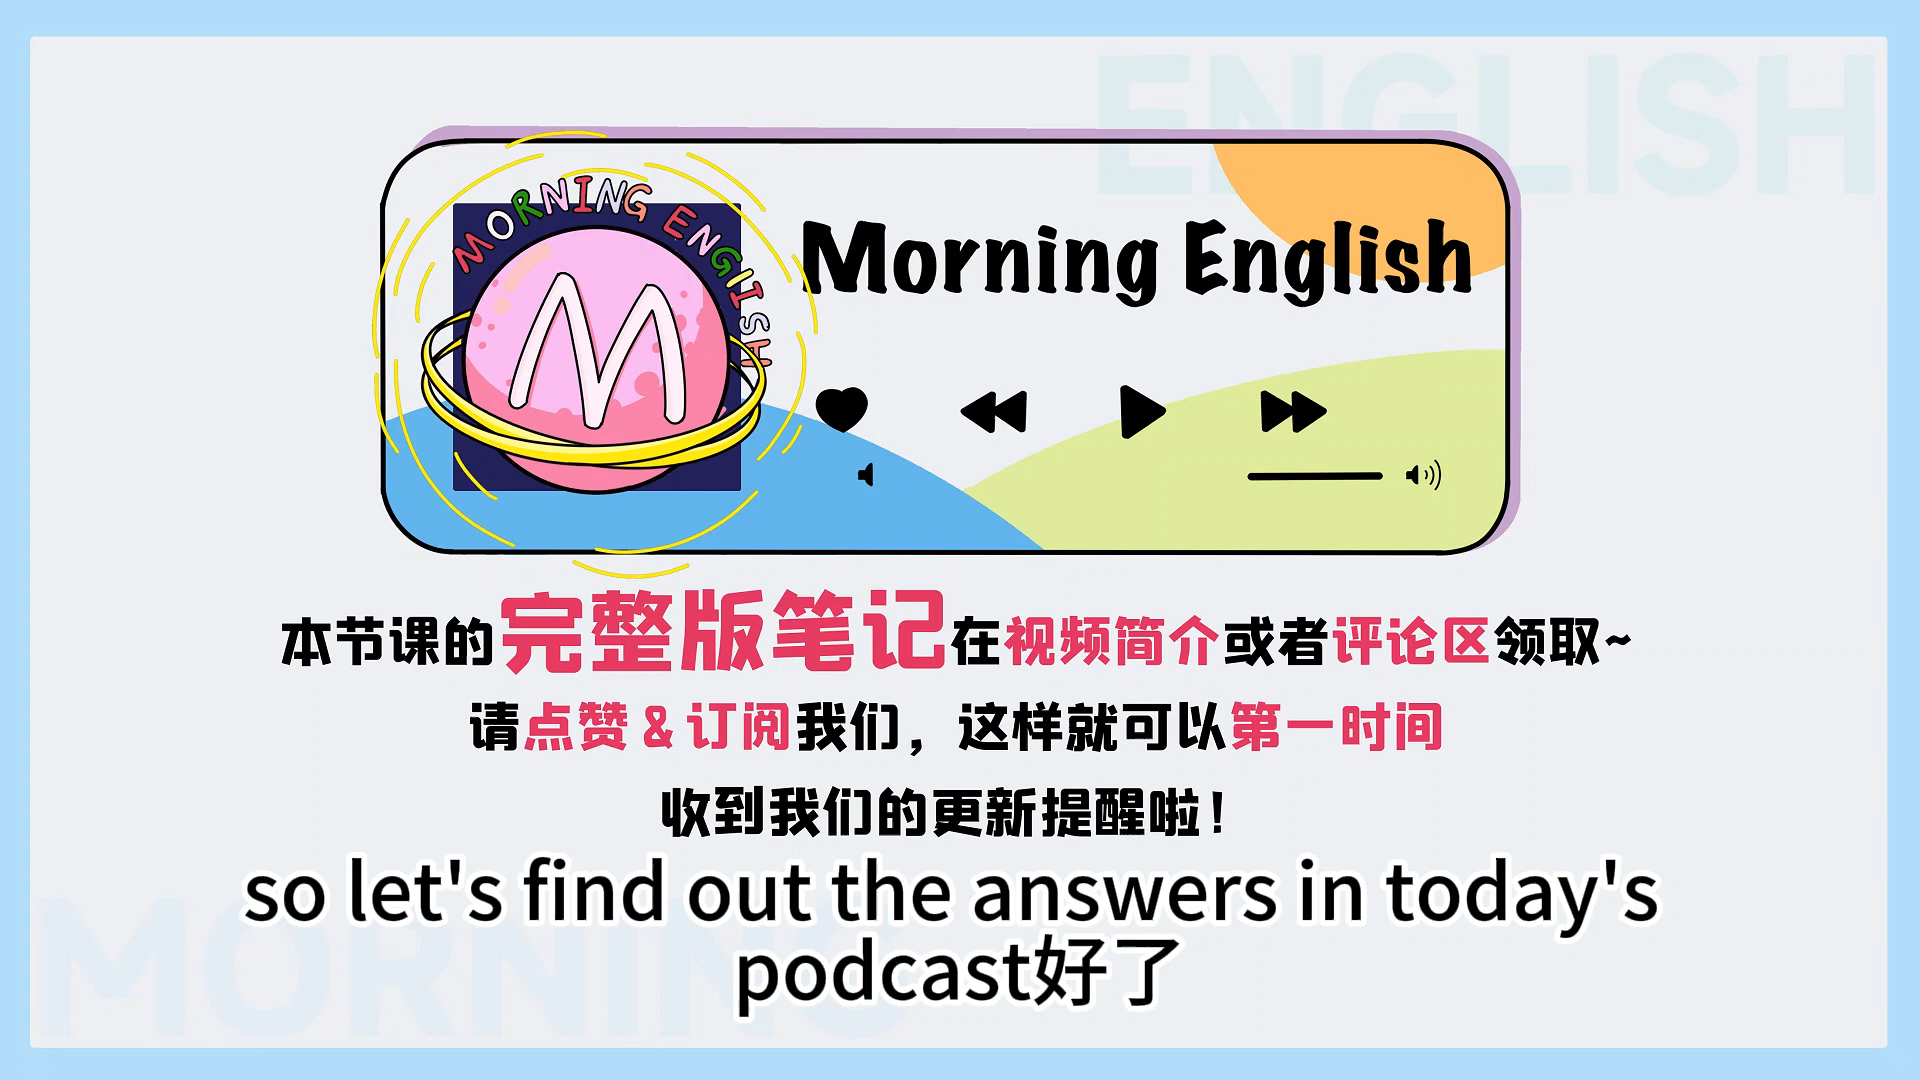 ENGLISH
MORNING ENGLISH
M
Morning English
本节课的完整版笔记在视频简介或者评论区领取~
请点赞&订阅我们，这样就可以第一时间
收到我们的更新提醒啦！
MORNING
so let's find out the answers in today's
podcast好了